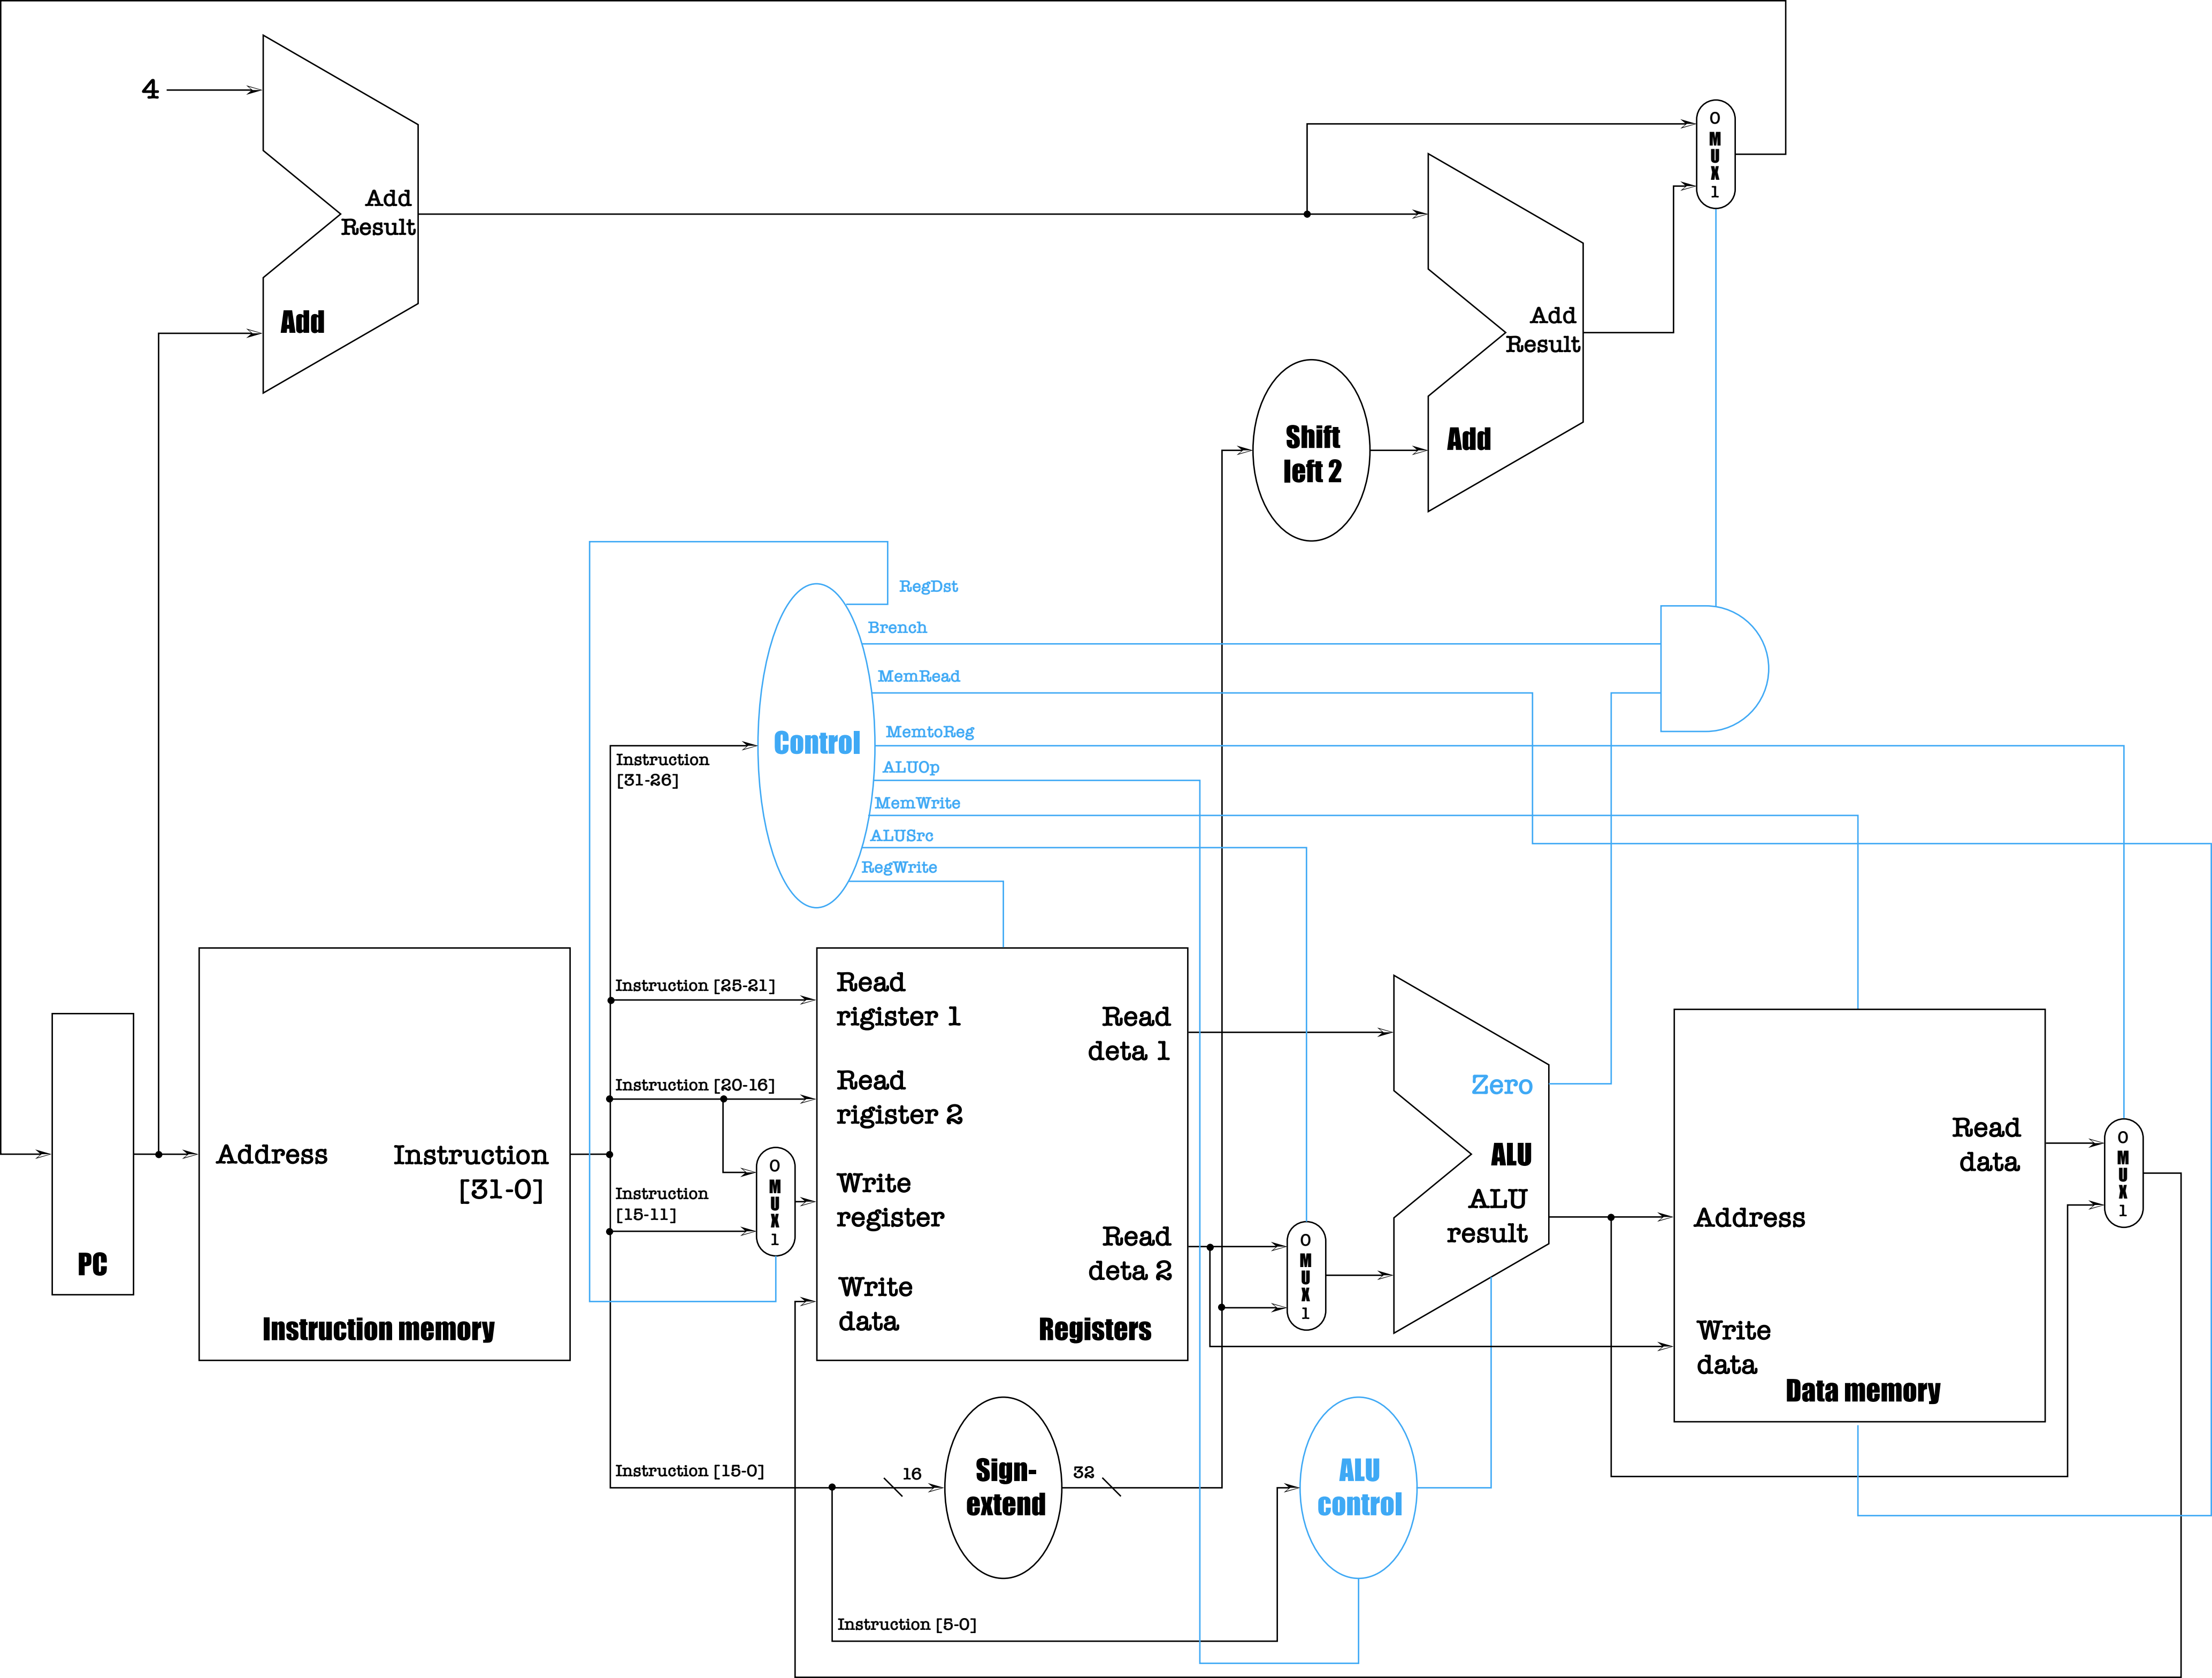 4
Add
Result
Add
0
MUX
1
Add
Result
Add
Shift
left 2
RegDst
Brench
MemRead
MemtoReg
ALUOp
MemWrite
ALUSrc
RegWrite
Control
Instruction
[31-26]
Instruction [25-21]
Instruction [20-16]
Instruction
[15-11]
Instruction [15-0]
Instruction [5-0]
PC
Address
Instruction
[31-0]
Instruction memory
0
MUX
1
Read
rigister 1
Read
rigister 2
Write
register
Write
data
Read
deta 1
Read
deta 2
Registers
16
Sign-
extend
32
0
MUX
1
Zero
ALU
ALU
result
ALU
control
Address
Write
data
Read
data
Data memory
0
MUX
1